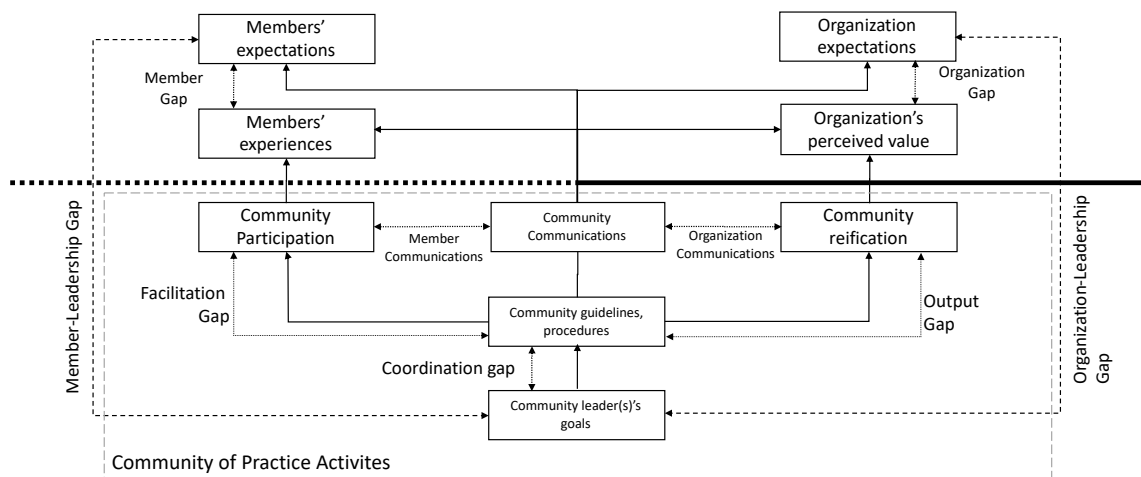 Members'
expectations
Organization
expectations
Member
Gap
Organization
Gap
Members'
experiences
Organization's
perceived value
Member-Leadership Gap
Community
Participation
Member
Communications
Community
Communications
Organization
Communications
Community
reification
Organization-Leadership
Gap
Facilitation
Gap
Community guidelines,
procedures
Output
Gap
Coordination gap
Community leader(s)'s
goals
Community of Practice Activites